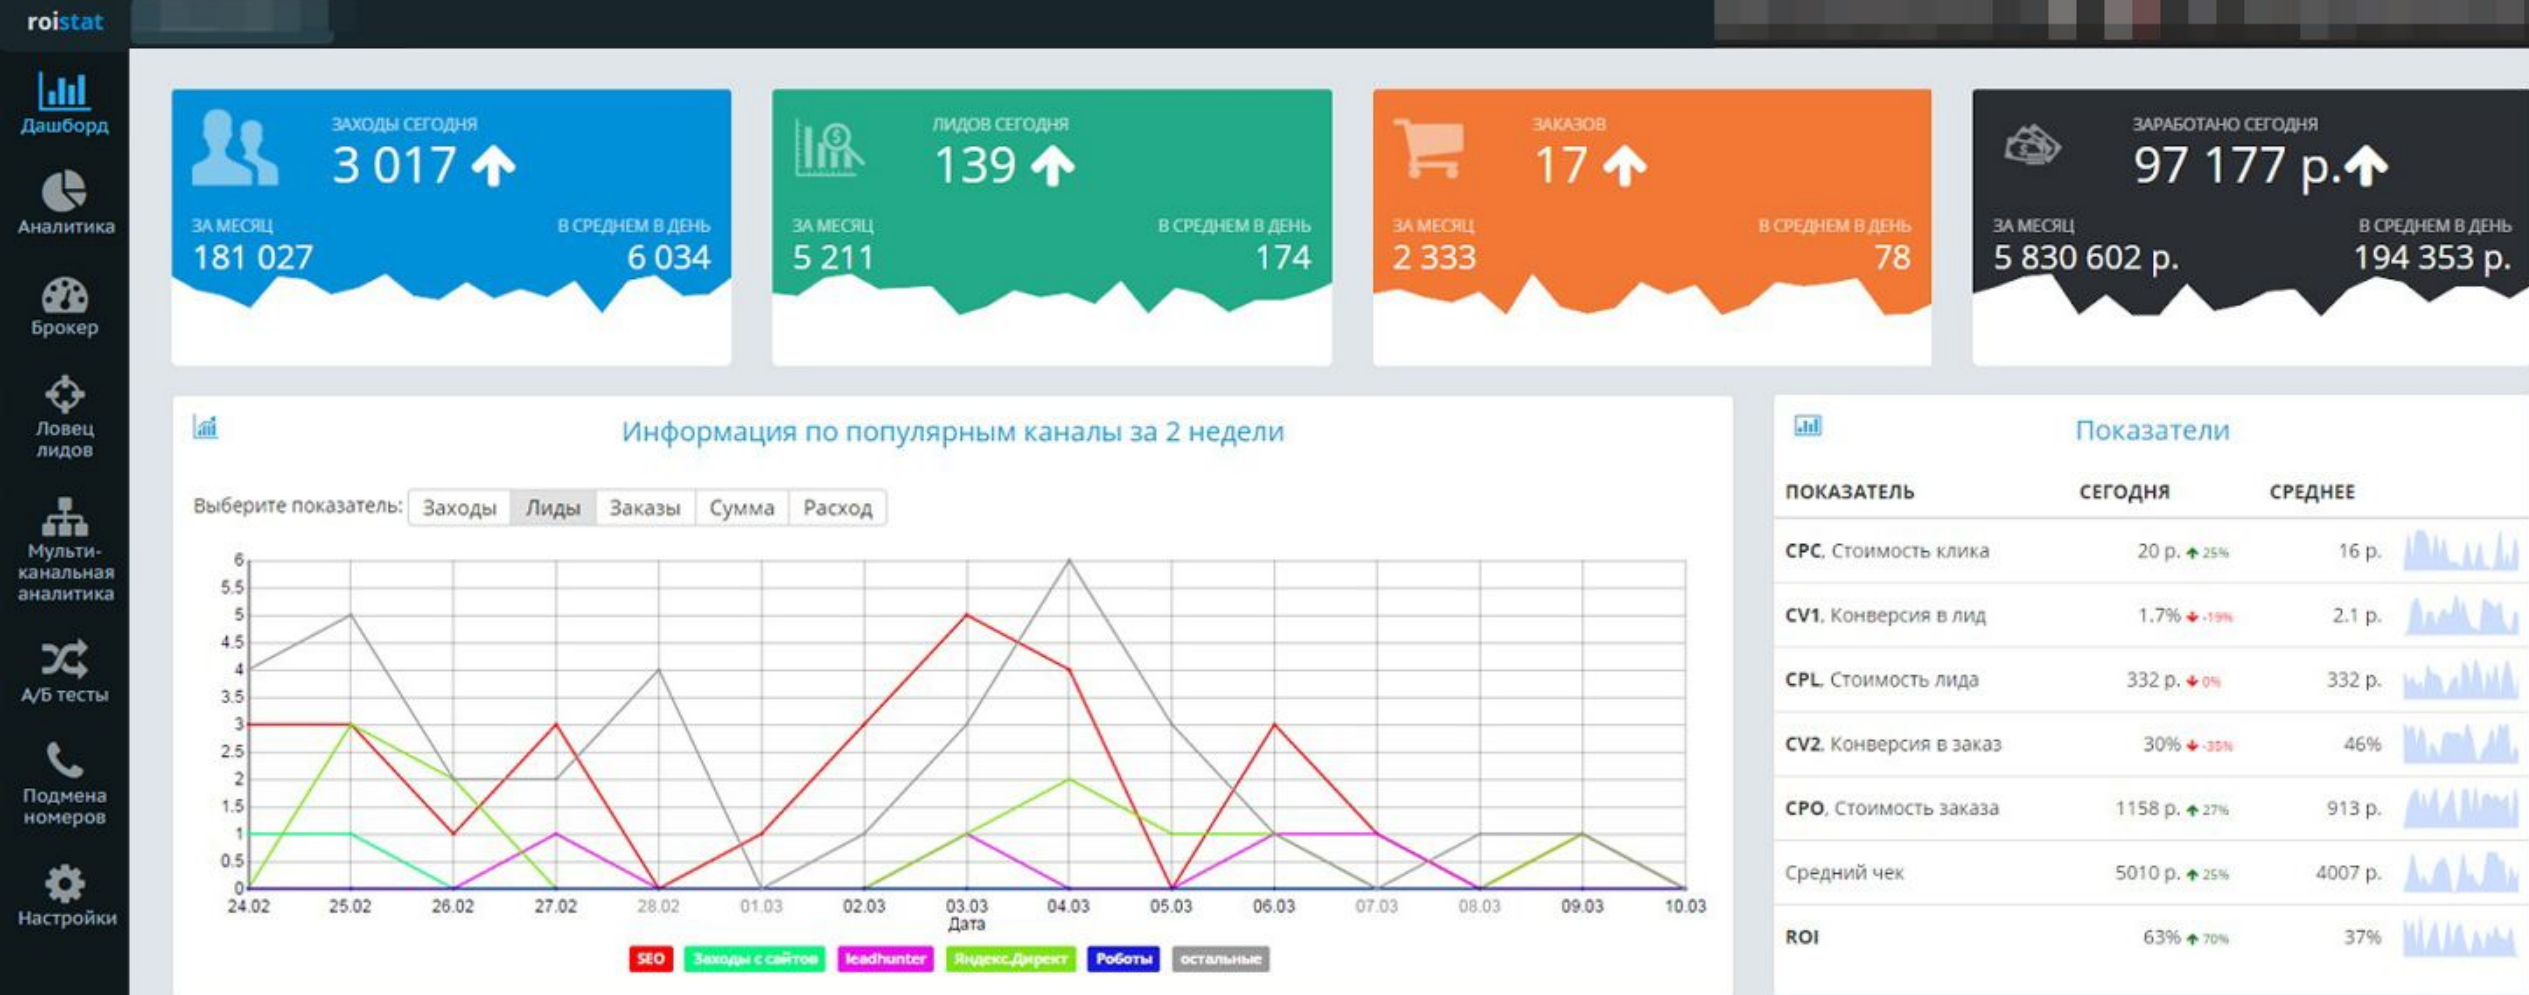 roistat
Дашборд
Аналитика
Брокер
Ловец
лидов
Мульти-
канальная
аналитика
А/Б тесты
Подмена
номеров
Настройки
ЗАХОДЫ СЕГОДНЯ
3 017
ЗА МЕСЯЦ
В СРЕДНЕМ В ДЕНЬ
181 027
6 034
ЛИДОВ СЕГОДНЯ
139
ЗА МЕСЯЦ
В СРЕДНЕМ В ДЕНЬ
5 211
174
ЗАКАЗОВ
17
ЗА МЕСЯЦ
В СРЕДНЕМ В ДЕНЬ
2 333
78
ЗАРАБОТАНО СЕГОДНЯ
97 177 р.
ЗА МЕСЯЦ
В СРЕДНЕМ В ДЕНЬ
5 830 602 р.
194 353 р.
Информация по популярным каналы за 2 недели
Выберите показатель: Заходы Лиды Заказы Сумма Расход
6
5.5
5
4.5
4
3.5
3
2.5
2
1.5
1
0.5
0
24.02 25.02 26.02 27.02 28.02 01.03 02.03 03.03 04.03 05.03 06.03 07.03 08.03 09.03 10.03
Дата
SEO Заходы с сайтов leadhunter Яндекс.Директ Роботы остальные
Показатели
ПОКАЗАТЕЛЬ СЕГОДНЯ СРЕДНЕЕ
CPC, Стоимость клика 20 р. 25% 16 р.
CV1, Конверсия в лид 1.7% -19% 2.1 р.
CPL, Стоимость лида 332 р. 0% 332 р.
CV2, Конверсия в заказ 30% -35% 46%
CPO, Стоимость заказа 1158 р. 27% 913 р.
Средний чек 5010 р. 25% 4007 р.
ROI 63% 70% 37%